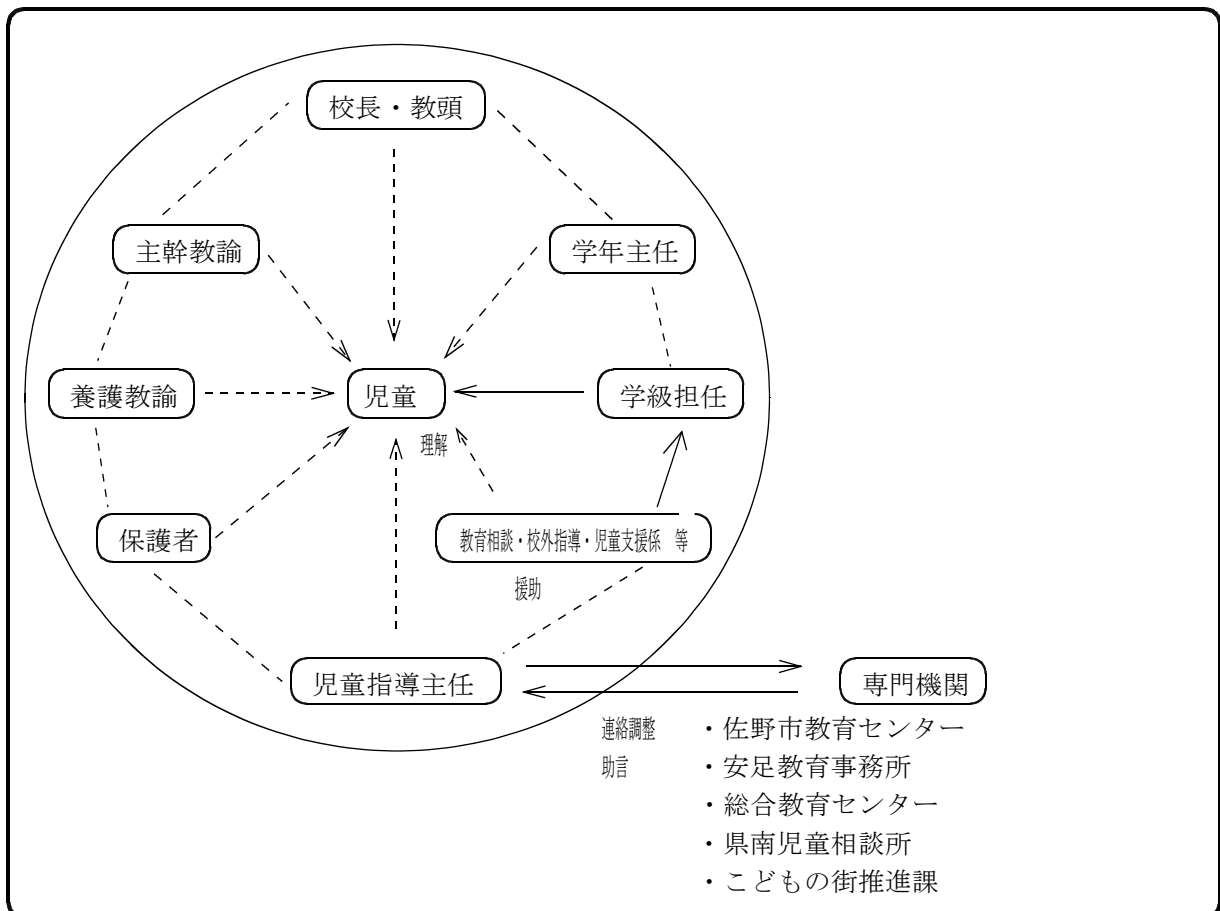 校長・教頭
主幹教諭
学年主任
養護教諭
児童
学級担任
理解
保護者
教育相談・校外指導・児童支援係　等
援助
児童指導主任
専門機関
連絡調整
・佐野市教育センター
助言
・安足教育事務所
・総合教育センター
・県南児童相談所
・こどもの街推進課